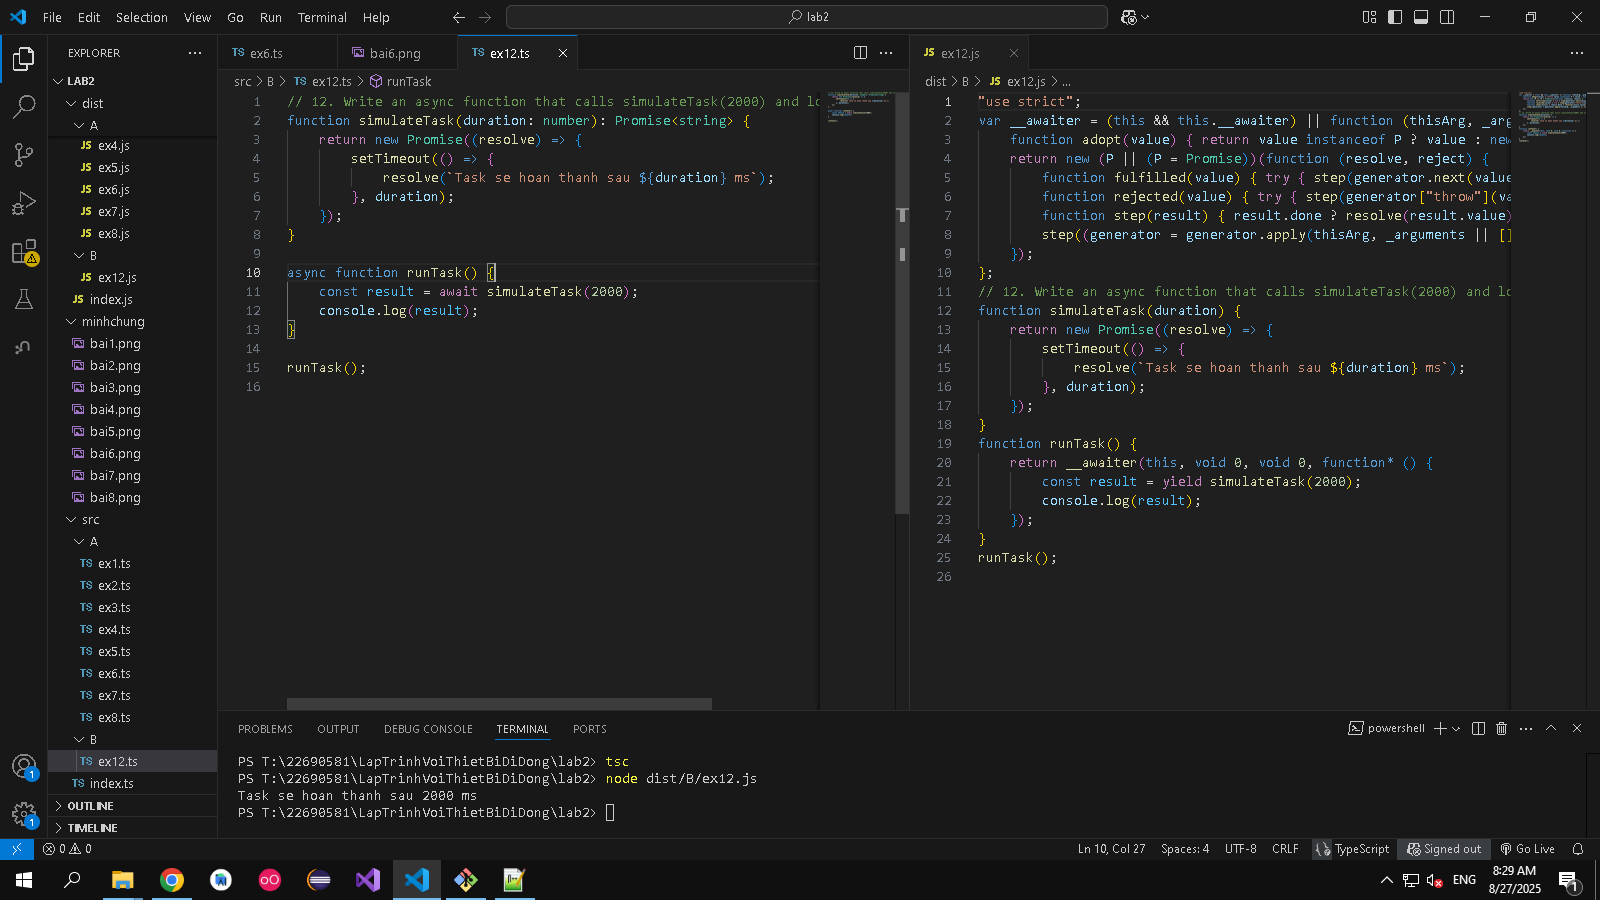 File Edit Selection View Go Run Terminal Help
lab2
EXPLORER
LAB2
dist
A
ex4.js
ex5.js
ex6.js
ex7.js
ex8.js
B
ex12.js
index.js
minhchung
bai1.png
bai2.png
bai3.png
bai4.png
bai5.png
bai6.png
bai7.png
bai8.png
src
A
ex1.ts
ex2.ts
ex3.ts
ex4.ts
ex5.ts
ex6.ts
ex7.ts
ex8.ts
B
ex12.ts
index.ts
OUTLINE
TIMELINE
ex6.ts bai6.png ex12.ts
src > B > ex12.ts > runTask
1 // 12. Write an async function that calls simulateTask(2000) and lo
2 function simulateTask(duration: number): Promise<string> {
3 return new Promise((resolve) => {
4 setTimeout(() => {
5 resolve(`Task se hoan thanh sau ${duration} ms`);
6 }, duration);
7 });
8 }
9
10 async function runTask() {
11 const result = await simulateTask(2000);
12 console.log(result);
13 }
14
15 runTask();
16
ex12.js
dist > B > ex12.js > ...
1 "use strict";
2 var __awaiter = (this && this.__awaiter) || function (thisArg, _arg
3 function adopt(value) { return value instanceof P ? value : new
4 return new (P || (P = Promise))(function (resolve, reject) {
5 function fulfilled(value) { try { step(generator.next(value
6 function rejected(value) { try { step(generator["throw"](va
7 function step(result) { result.done ? resolve(result.value)
8 step((generator = generator.apply(thisArg, _arguments || []
9 });
10 };
11 // 12. Write an async function that calls simulateTask(2000) and lo
12 function simulateTask(duration) {
13 return new Promise((resolve) => {
14 setTimeout(() => {
15 resolve(`Task se hoan thanh sau ${duration} ms`);
16 }, duration);
17 });
18 }
19 function runTask() {
20 return __awaiter(this, void 0, void 0, function* () {
21 const result = yield simulateTask(2000);
22 console.log(result);
23 });
24 }
25 runTask();
26
PROBLEMS OUTPUT DEBUG CONSOLE TERMINAL PORTS
powershell
PS T:\22690581\LapTrinhVoiThietBiDiDong\lab2> tsc
PS T:\22690581\LapTrinhVoiThietBiDiDong\lab2> node dist/B/ex12.js
Task se hoan thanh sau 2000 ms
PS T:\22690581\LapTrinhVoiThietBiDiDong\lab2>
0 0
Ln 10, Col 27 Spaces: 4 UTF-8 CRLF TypeScript Signed out Go Live
ENG
8:29 AM
8/27/2025
1